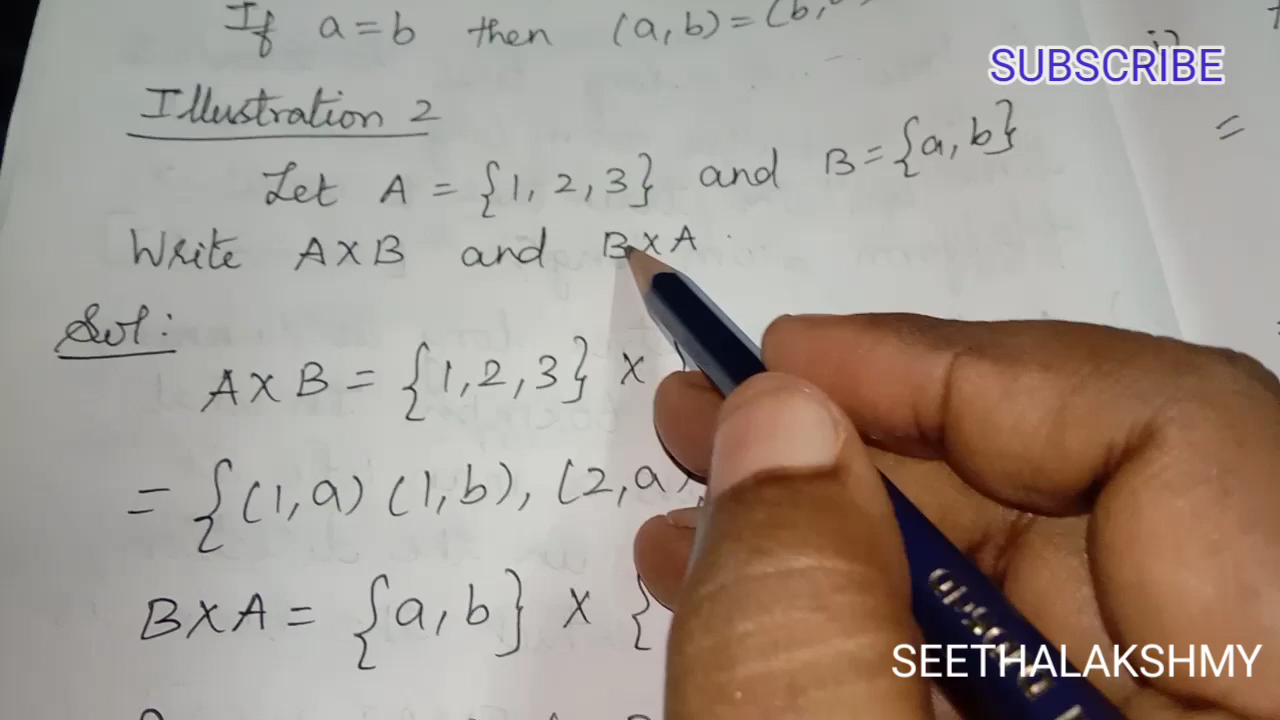 If a = b then (a, b) = (b,
SUBSCRIBE
Illustration 2
Let A = {1, 2, 3} and B = {a, b}
Write A X B and B X A.
Sol:
A X B = {1, 2, 3} X {
= {(1, a) (1, b), (2, a)
B X A = {a, b} X {
SEETHALAKSHMY